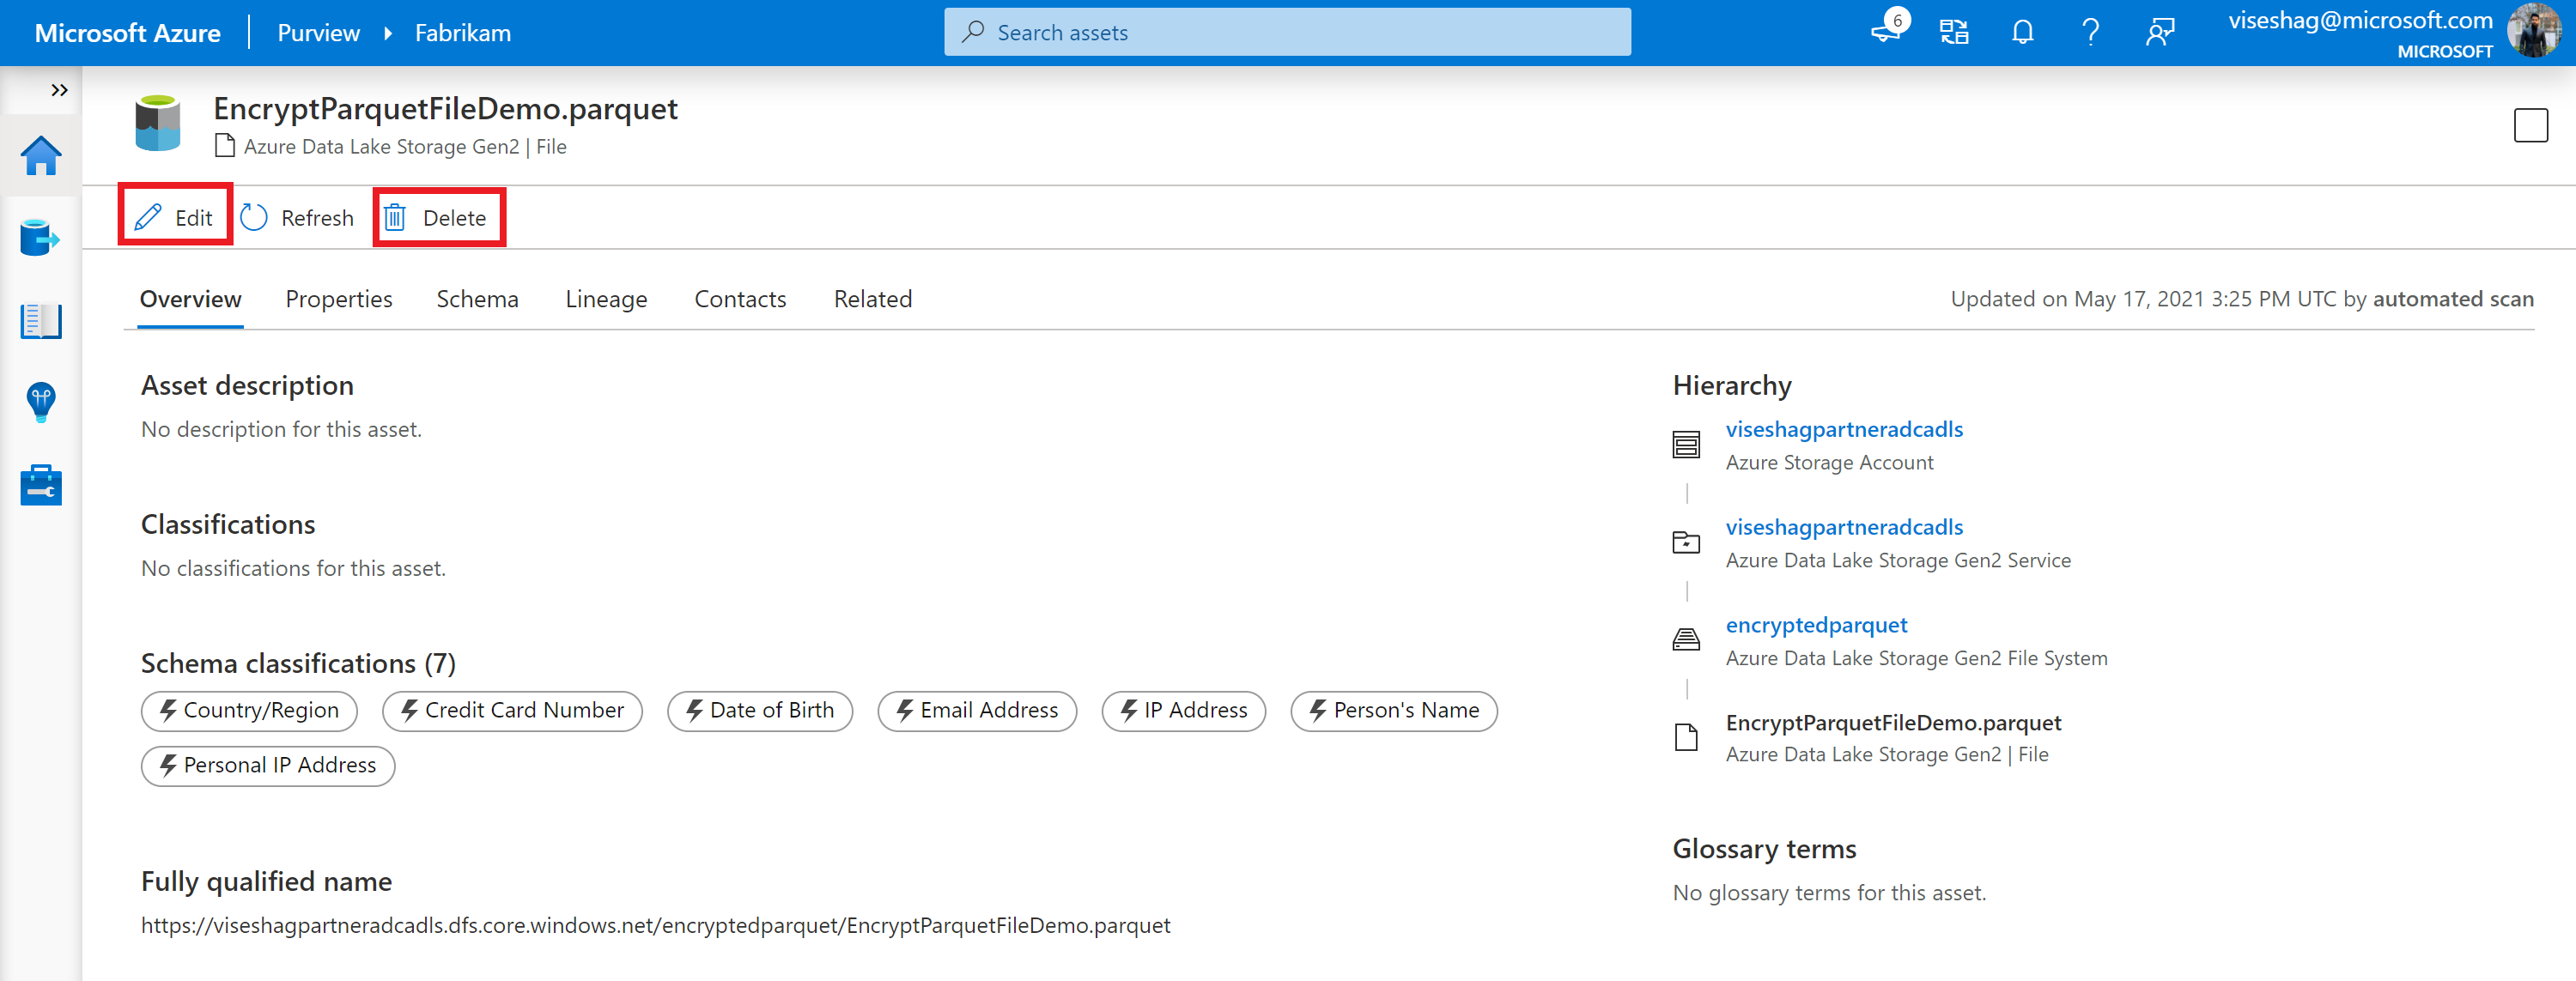 Microsoft Azure Purview Fabrikam Search assets 6 viseshag@microsoft.com
MICROSOFT
EncryptParquetFileDemo.parquet
Azure Data Lake Storage Gen2 | File
Edit Refresh Delete
Overview Properties Schema Lineage Contacts Related Updated on May 17, 2021 3:25 PM UTC by automated scan
Asset description
No description for this asset.
Classifications
No classifications for this asset.
Schema classifications (7)
Country/Region Credit Card Number Date of Birth Email Address IP Address Person's Name
Personal IP Address
Fully qualified name
https://viseshagpartneradcadls.dfs.core.windows.net/encryptedparquet/EncryptParquetFileDemo.parquet
Hierarchy
viseshagpartneradcadls
Azure Storage Account
viseshagpartneradcadls
Azure Data Lake Storage Gen2 Service
encryptedparquet
Azure Data Lake Storage Gen2 File System
EncryptParquetFileDemo.parquet
Azure Data Lake Storage Gen2 | File
Glossary terms
No glossary terms for this asset.